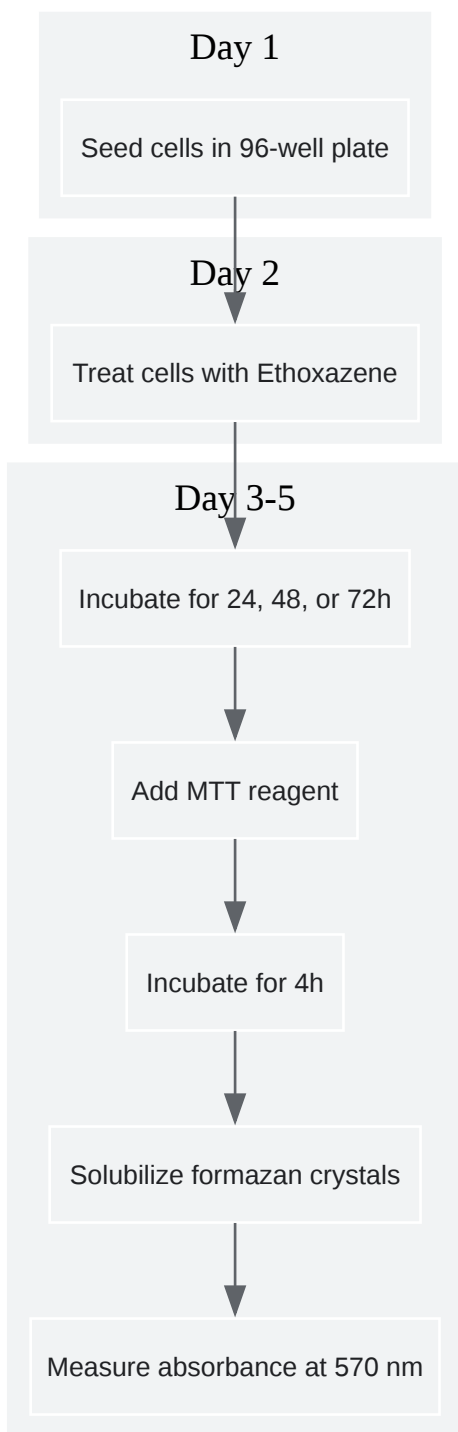 Day 1
Seed cells in 96-well plate
Day 2
Treat cells with Ethoxazene
Day 3-5
Incubate for 24, 48, or 72h
Add MTT reagent
Incubate for 4h
Solubilize formazan crystals
Measure absorbance at 570 nm